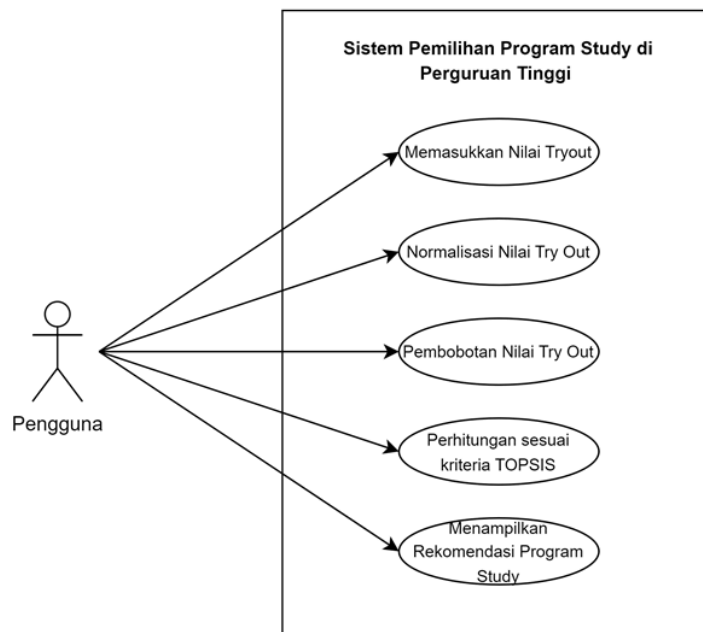 Sistem Pemilihan Program Study di
Perguruan Tinggi
Memasukkan Nilai Tryout
Normalisasi Nilai Try Out
Pembobotan Nilai Try Out
Pengguna
Perhitungan sesuai
kriteria TOPSIS
Menampilkan
Rekomendasi Program
Study